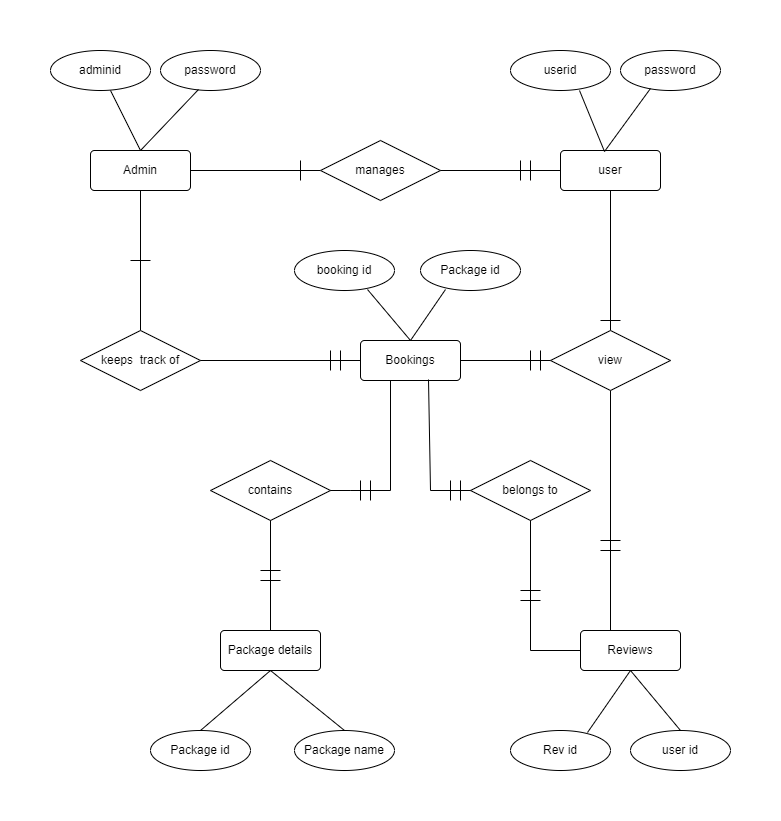 adminid
password
userid
password
Admin
manages
user
booking id
Package id
keeps  track of
Bookings
view
contains
belongs to
Package details
Reviews
Package id
Package name
Rev id
user id